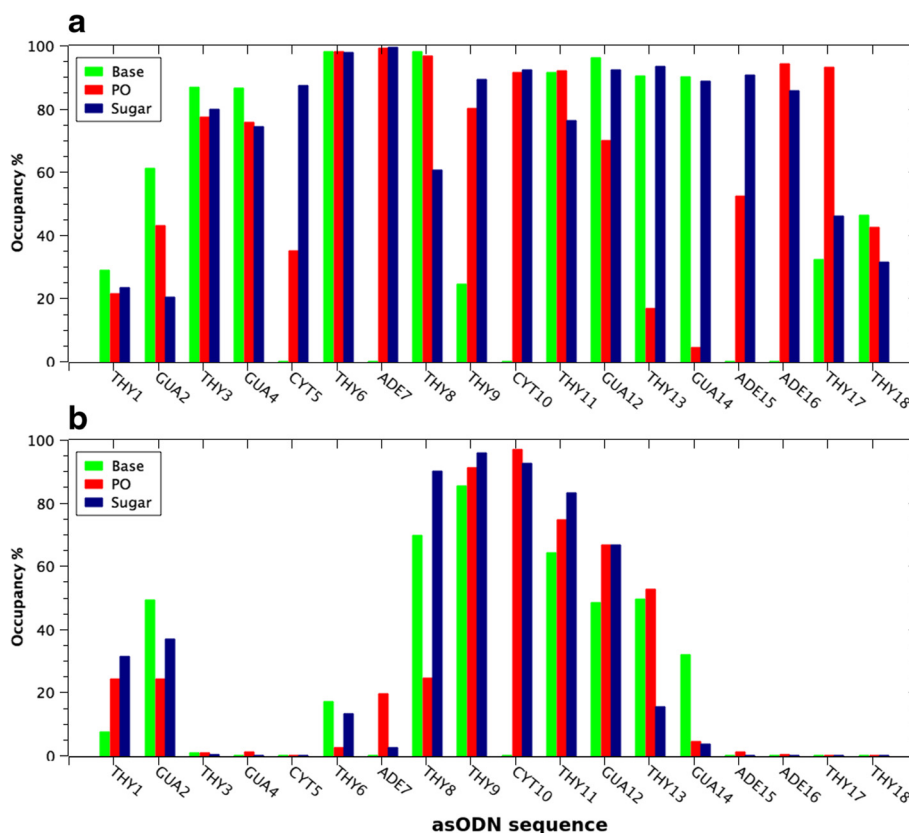 a
100
80
60
40
20
0
Occupancy %
Base
PO
Sugar
THY1 GUA2 THY3 GUA4 CYT5 THY6 ADE7 THY8 THY9 CYT10 THY11 GUA12 THY13 GUA14 ADE15 ADE16 THY17 THY18
b
100
80
60
40
20
0
Occupancy %
Base
PO
Sugar
THY1 GUA2 THY3 GUA4 CYT5 THY6 ADE7 THY8 THY9 CYT10 THY11 GUA12 THY13 GUA14 ADE15 ADE16 THY17 THY18
asODN sequence